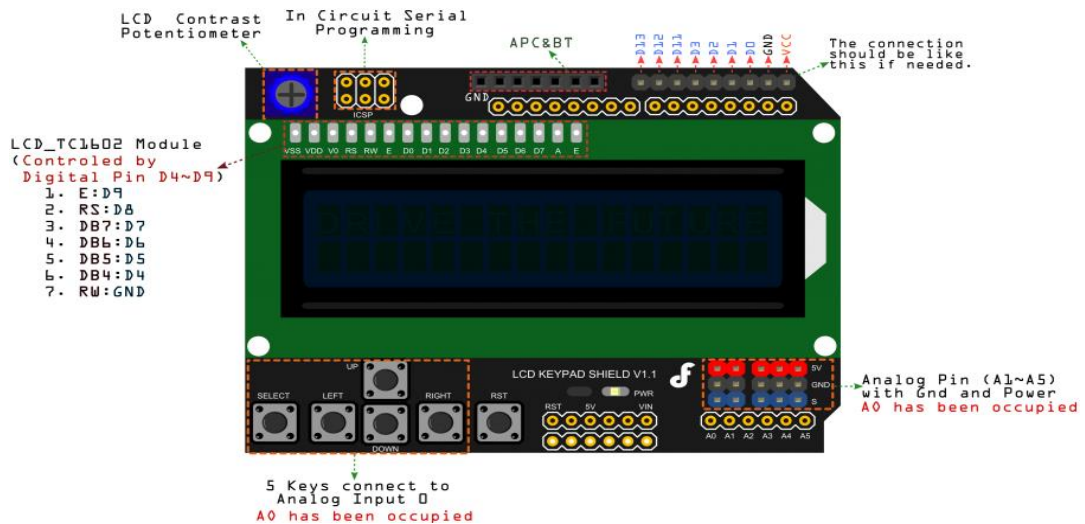 LCD Contrast
Potentiometer
In Circuit Serial
Programming
APC&BT
D13
D12
D11
D3
D2
D1
D0
GND
VCC
The connection
should be like
this if needed.
GND
ICSP
LCD_TC1602 Module
(Controled by
Digital Pin D4~D9)
1. E:D9
2. RS:D8
3. DB7:D7
4. DB6:D6
5. DB5:D5
6. DB4:D4
7. RW:GND
VSS VDD V0 RS RW E D0 D1 D2 D3 D4 D5 D6 D7 A E
UP
LCD KEYPAD SHIELD V1.1
PWR
5V
GND
S
SELECT LEFT RIGHT RST
RST 5V VIN
DOWN
A0 A1 A2 A3 A4 A5
Analog Pin (A1~A5)
with Gnd and Power
A0 has been occupied
5 Keys connect to
Analog Input 0
A0 has been occupied